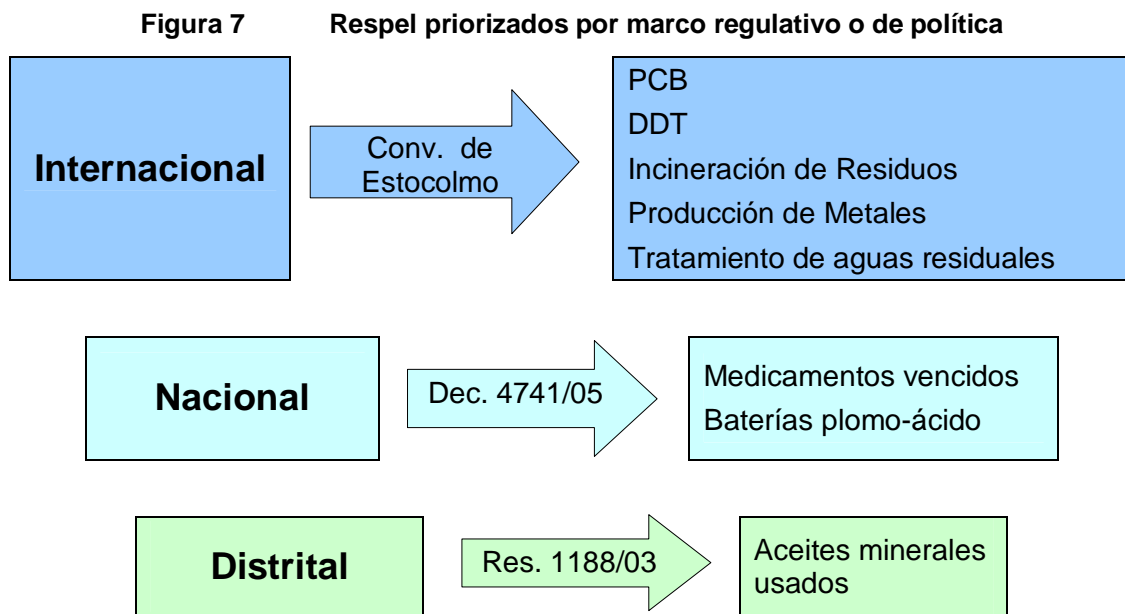 Figura 7 Respel priorizados por marco regulativo o de política
Internacional
Conv. de
Estocolmo
PCB
DDT
Incineración de Residuos
Producción de Metales
Tratamiento de aguas residuales
Nacional
Dec. 4741/05
Medicamentos vencidos
Baterías plomo-ácido
Distrital
Res. 1188/03
Aceites minerales
usados